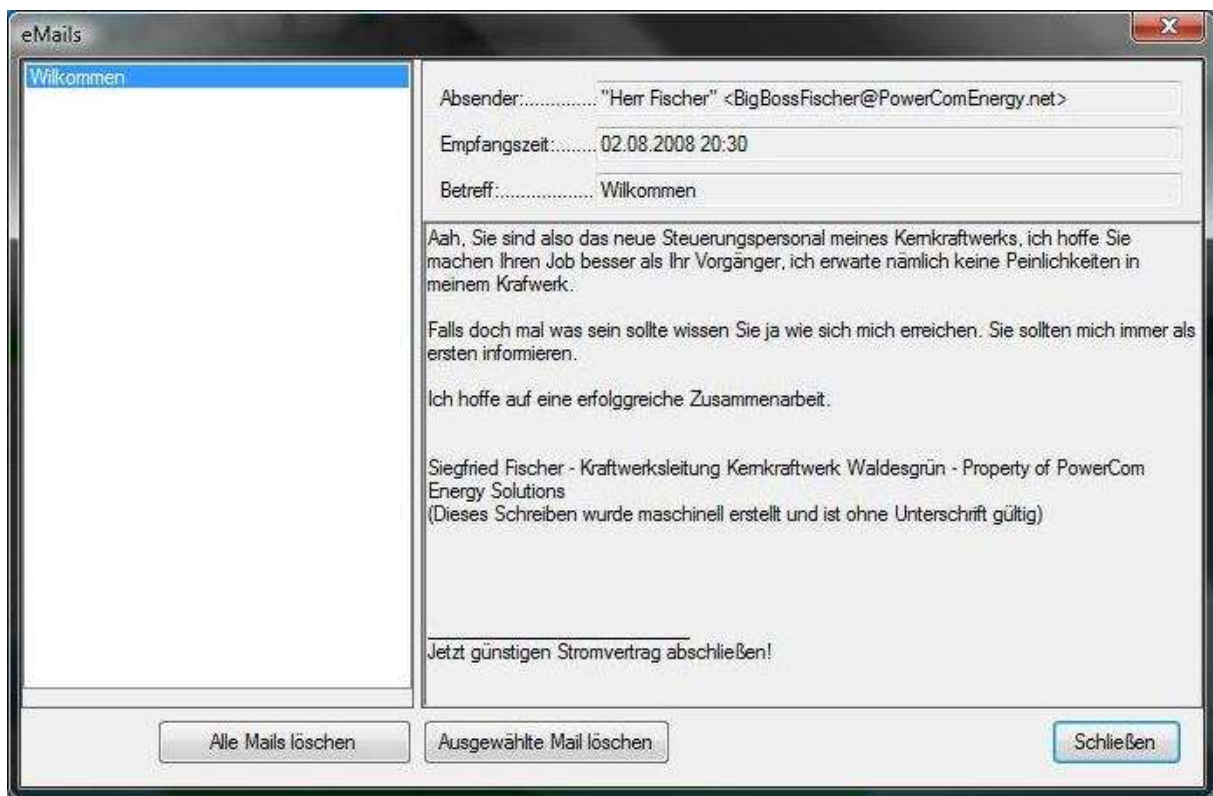 eMails
Wilkommen
Absender:............. "Herr Fischer" <BigBossFischer@PowerComEnergy.net>
Empfangszeit:........ 02.08.2008 20:30
Betreff:.................. Wilkommen
Aah, Sie sind also das neue Steuerungspersonal meines Kernkraftwerks, ich hoffe Sie
machen Ihren Job besser als Ihr Vorgänger, ich erwarte nämlich keine Peinlichkeiten in
meinem Krafwerk.
Falls doch mal was sein sollte wissen Sie ja wie sich mich erreichen. Sie sollten mich immer als
ersten informieren.
Ich hoffe auf eine erfolggreiche Zusammenarbeit.
Siegfried Fischer - Kraftwerksleitung Kernkraftwerk Waldesgrün - Property of PowerCom
Energy Solutions
(Dieses Schreiben wurde maschinell erstellt und ist ohne Unterschrift gültig)
Jetzt günstigen Stromvertrag abschließen!
Alle Mails löschen
Ausgewählte Mail löschen
Schließen